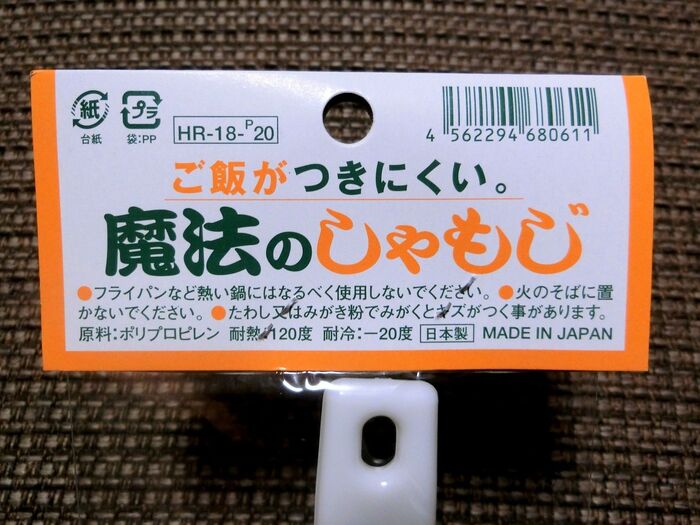 紙 プラ
台紙 袋:PP HR-18-P20 4 562294 680611
ご飯がつきにくい。
魔法のしゃもじ
●フライパンなど熱い鍋にはなるべく使用しないでください。●火のそばに置
かないでください。●たわし又はみがき粉でみがくとキズがつく事があります。
原料:ポリプロピレン 耐熱:120度 耐冷:－20度 日本製 MADE IN JAPAN